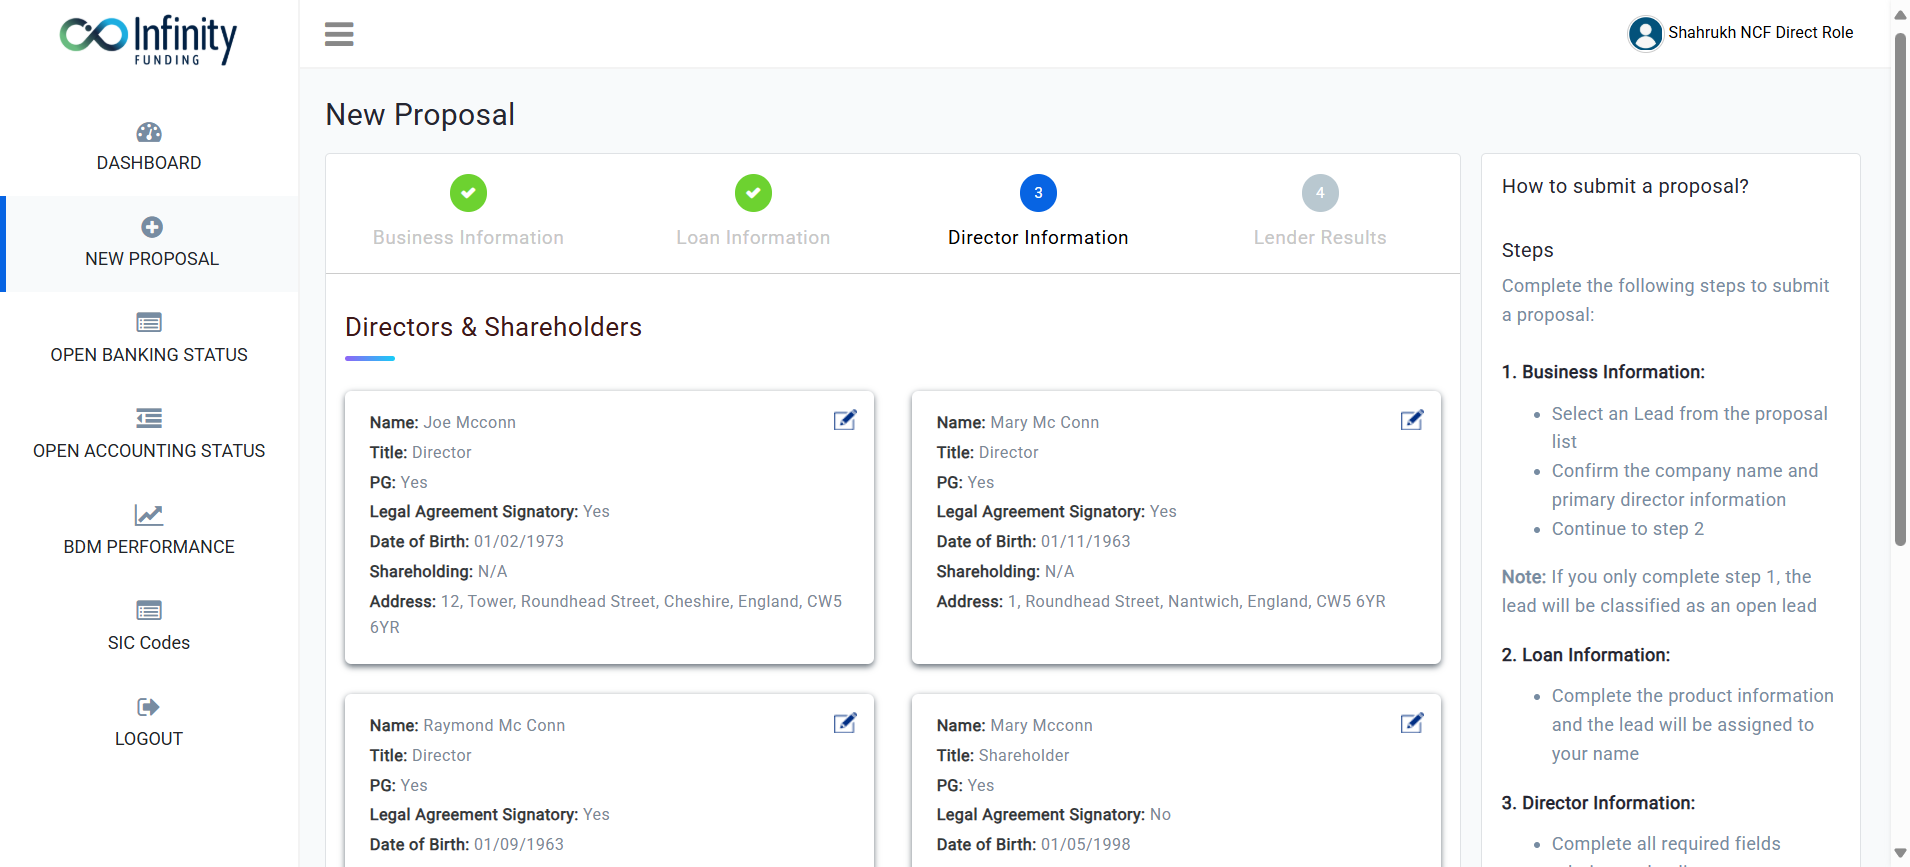 Infinity
FUNDING
Shahrukh NCF Direct Role
DASHBOARD
NEW PROPOSAL
OPEN BANKING STATUS
OPEN ACCOUNTING STATUS
BDM PERFORMANCE
SIC Codes
LOGOUT
New Proposal
3
4
Business Information
Loan Information
Director Information
Lender Results
Directors & Shareholders
Name: Joe Mcconn
Title: Director
PG: Yes
Legal Agreement Signatory: Yes
Date of Birth: 01/02/1973
Shareholding: N/A
Address: 12, Tower, Roundhead Street, Cheshire, England, CW5
6YR
Name: Mary Mc Conn
Title: Director
PG: Yes
Legal Agreement Signatory: Yes
Date of Birth: 01/11/1963
Shareholding: N/A
Address: 1, Roundhead Street, Nantwich, England, CW5 6YR
Name: Raymond Mc Conn
Title: Director
PG: Yes
Legal Agreement Signatory: Yes
Date of Birth: 01/09/1963
Name: Mary Mcconn
Title: Shareholder
PG: Yes
Legal Agreement Signatory: No
Date of Birth: 01/05/1998
How to submit a proposal?
Steps
Complete the following steps to submit
a proposal:
1. Business Information:
• Select an Lead from the proposal
list
• Confirm the company name and
primary director information
• Continue to step 2
Note: If you only complete step 1, the
lead will be classified as an open lead
2. Loan Information:
• Complete the product information
and the lead will be assigned to
your name
3. Director Information:
• Complete all required fields